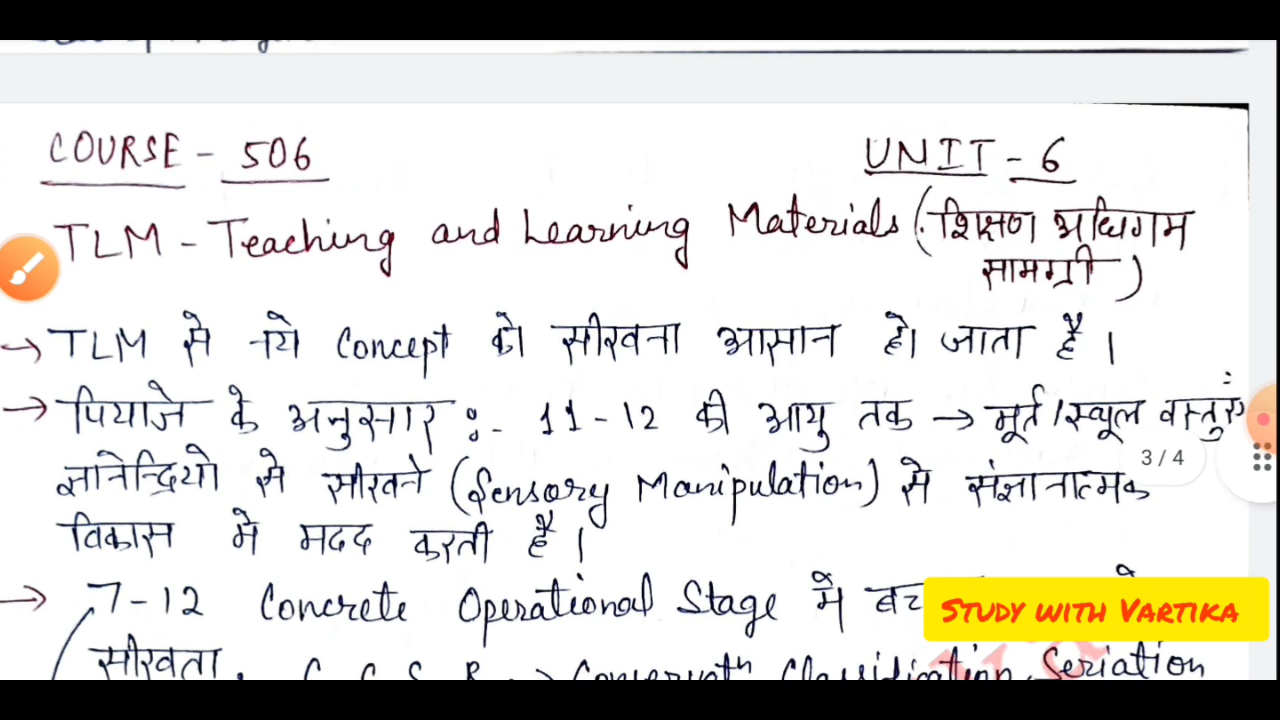 COURSE - 506
UNIT - 6
TLM - Teaching and Learning Materials (शिक्षण अधिगम
सामग्री)
→ TLM से नये Concept को सीखना आसान हो जाता है।
→ पियाजे के अनुसार :- 11-12 की आयु तक → मूर्त/स्थूल वस्तुएं
3 / 4
ज्ञानेन्द्रियो से सीखने (Sensory Manipulation) से संज्ञानात्मक
विकास मे मदद करती है।
→ 7-12 Concrete Operational Stage मे
STUDY WITH VARTIKA
सीखता
Classification, Seriation